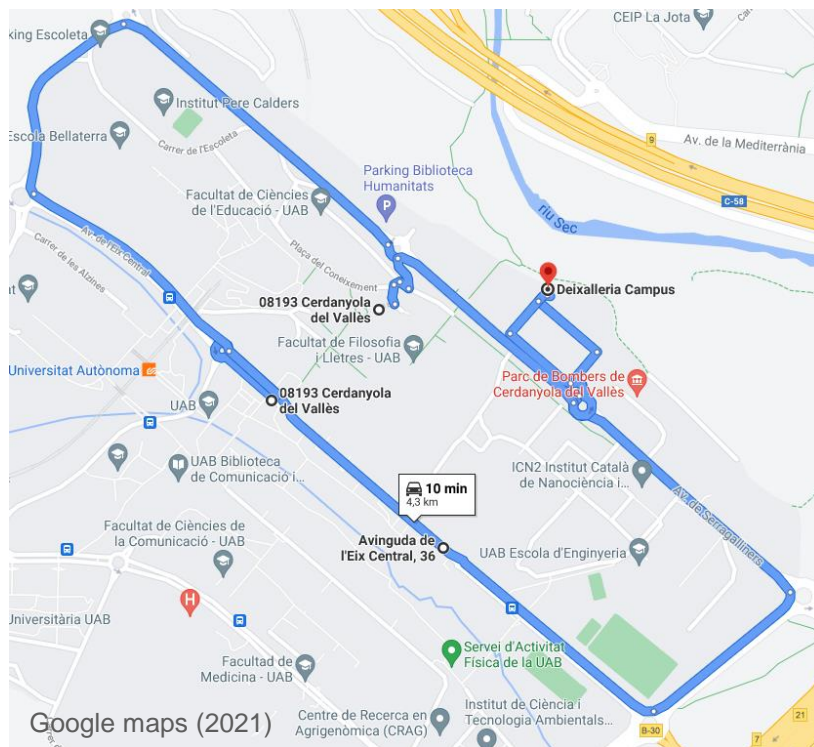 CEIP La Jota
king Escoleta
Institut Pere Calders
9
Av. de la Mediterrània
Escola Bellaterra
Carrer de l'Escoleta
Parking Biblioteca
Humanitats
P
C-58
Facultat de Ciències
de l'Educació - UAB
riu Sec
Av. de l'Eix Central
Carrer de les Alzines
Plaça del Coneixement
Deixalleria Campus
08193 Cerdanyola
del Vallès
Facultat de Filosofia
i Lletres - UAB
Universitat Autònoma
Parc de Bombers de
Cerdanyola del Vallès
08193 Cerdanyola
del Vallès
UAB
UAB Biblioteca
de Comunicació i...
ICN2 Institut Català
de Nanociència i...
10 min
4,3 km
Av. de Serragalliners
Facultat de Ciències de
la Comunicació - UAB
Avinguda de
l'Eix Central, 36
UAB Escola d'Enginyeria
H
Universitària UAB
Servei d'Activitat
Física de la UAB
Facultad de
Medicina - UAB
Institut de Ciència i
Tecnologia Ambientals...
Google maps (2021)
Centre de Recerca en
Agrigenòmica (CRAG)
B-30
7
21